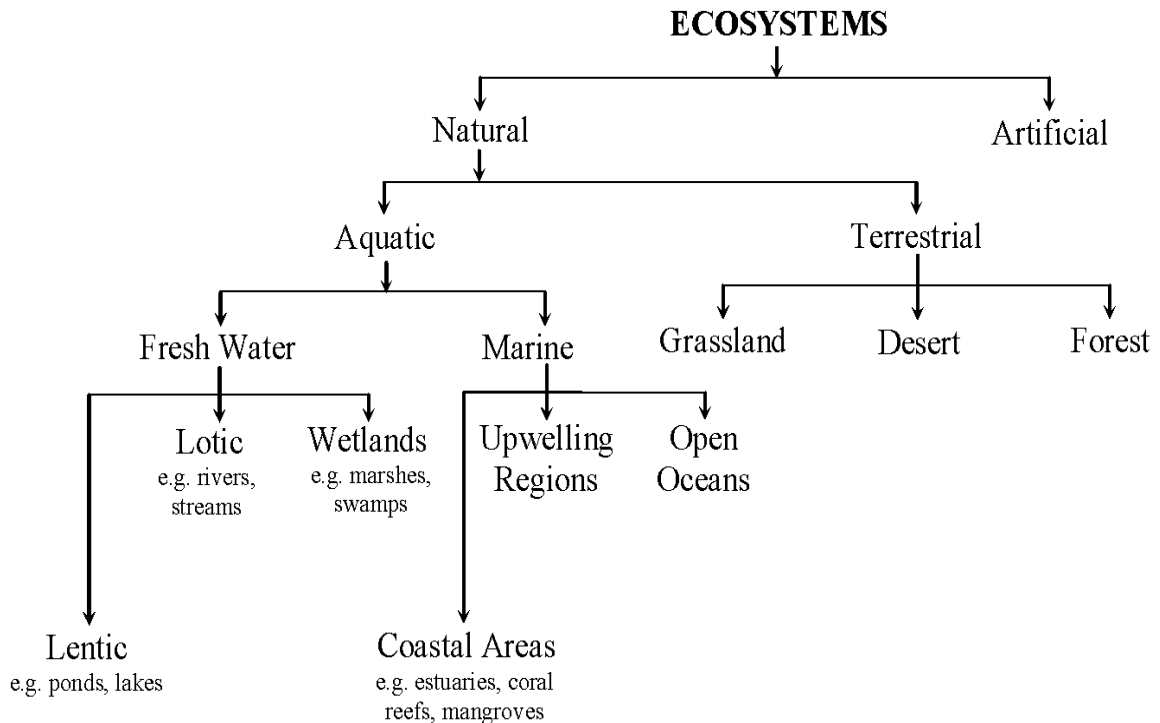 ECOSYSTEMS
Natural
Artificial
Aquatic
Terrestrial
Fresh Water
Marine
Grassland
Desert
Forest
Lotic
e.g. rivers,
streams
Wetlands
e.g. marshes,
swamps
Upwelling
Regions
Open
Oceans
Lentic
e.g. ponds, lakes
Coastal Areas
e.g. estuaries, coral
reefs, mangroves